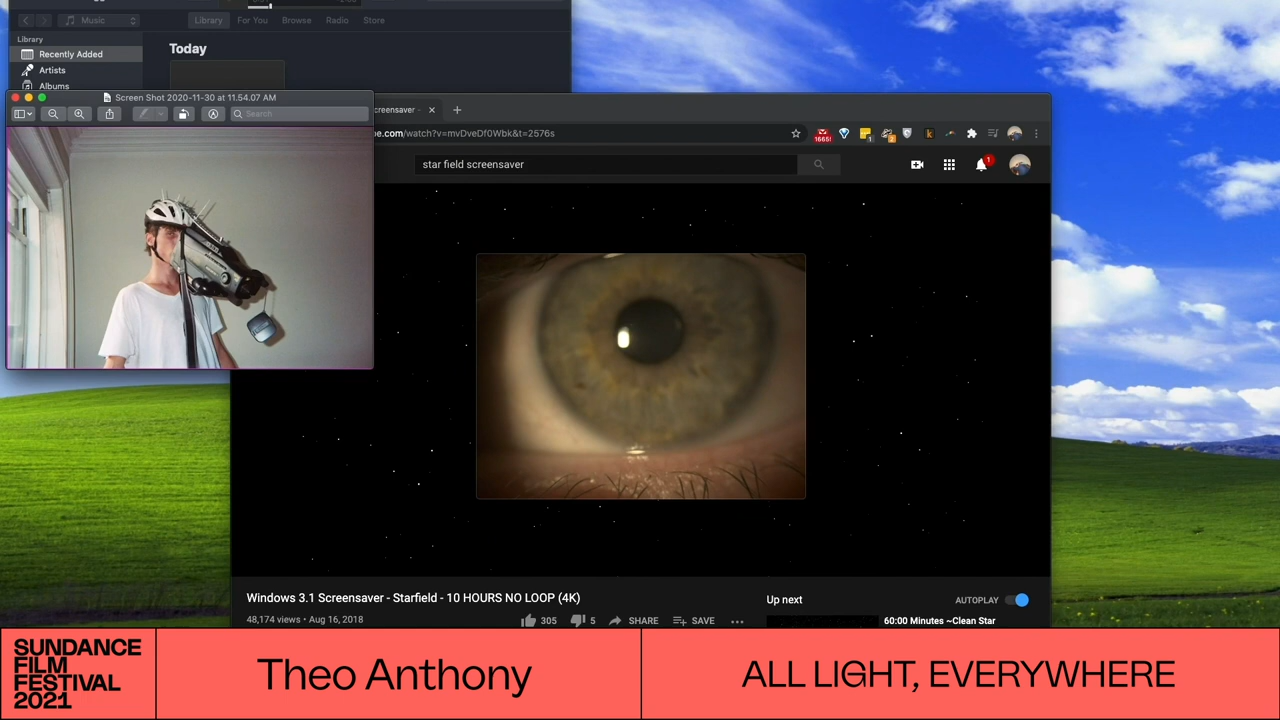 Music
Library
For You
Browse
Radio
Store
Library
Recently Added
Artists
Albums
Today
Screen Shot 2020-11-30 at 11.54.07 AM
Search
creensaver
e.com/watch?v=mvDveDf0Wbk&t=2576s
1665!
1
star field screensaver
1
Windows 3.1 Screensaver - Starfield - 10 HOURS NO LOOP (4K)
48,174 views • Aug 16, 2018
305
5
SHARE
SAVE
Up next
AUTOPLAY
60:00 Minutes ~Clean Star
SUNDANCE
FILM
FESTIVAL
2021
Theo Anthony
ALL LIGHT, EVERYWHERE